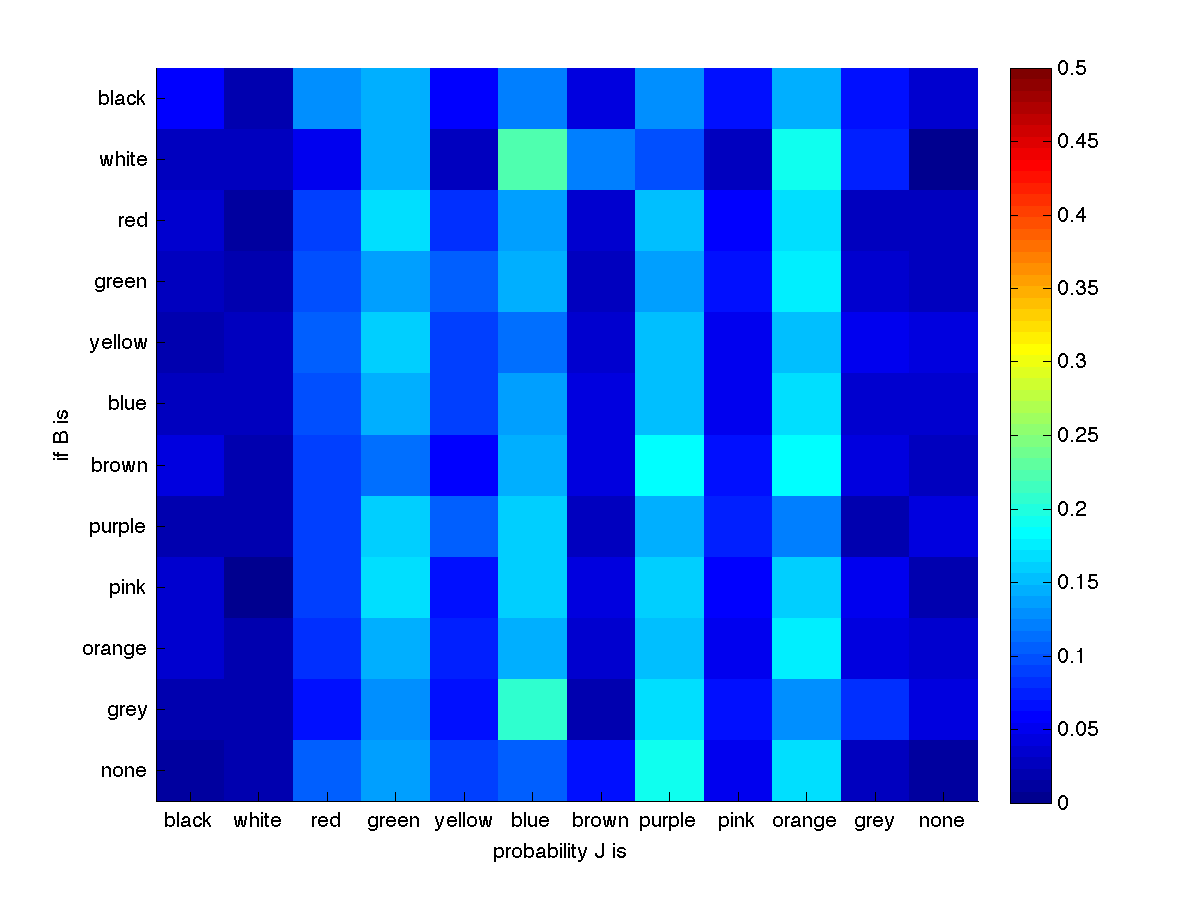 black
white
red
green
yellow
blue
brown
purple
pink
orange
grey
none
if B is
black white red green yellow blue brown purple pink orange grey none
probability J is
0.5
0.45
0.4
0.35
0.3
0.25
0.2
0.15
0.1
0.05
0